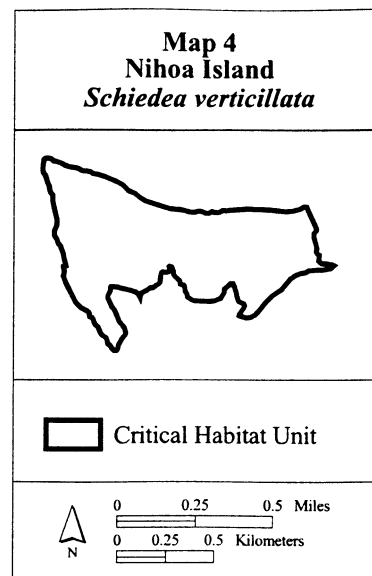 Map 4
Nihoa Island
Schiedea verticillata
Critical Habitat Unit
0 0.25 0.5 Miles
0 0.25 0.5 Kilometers
N